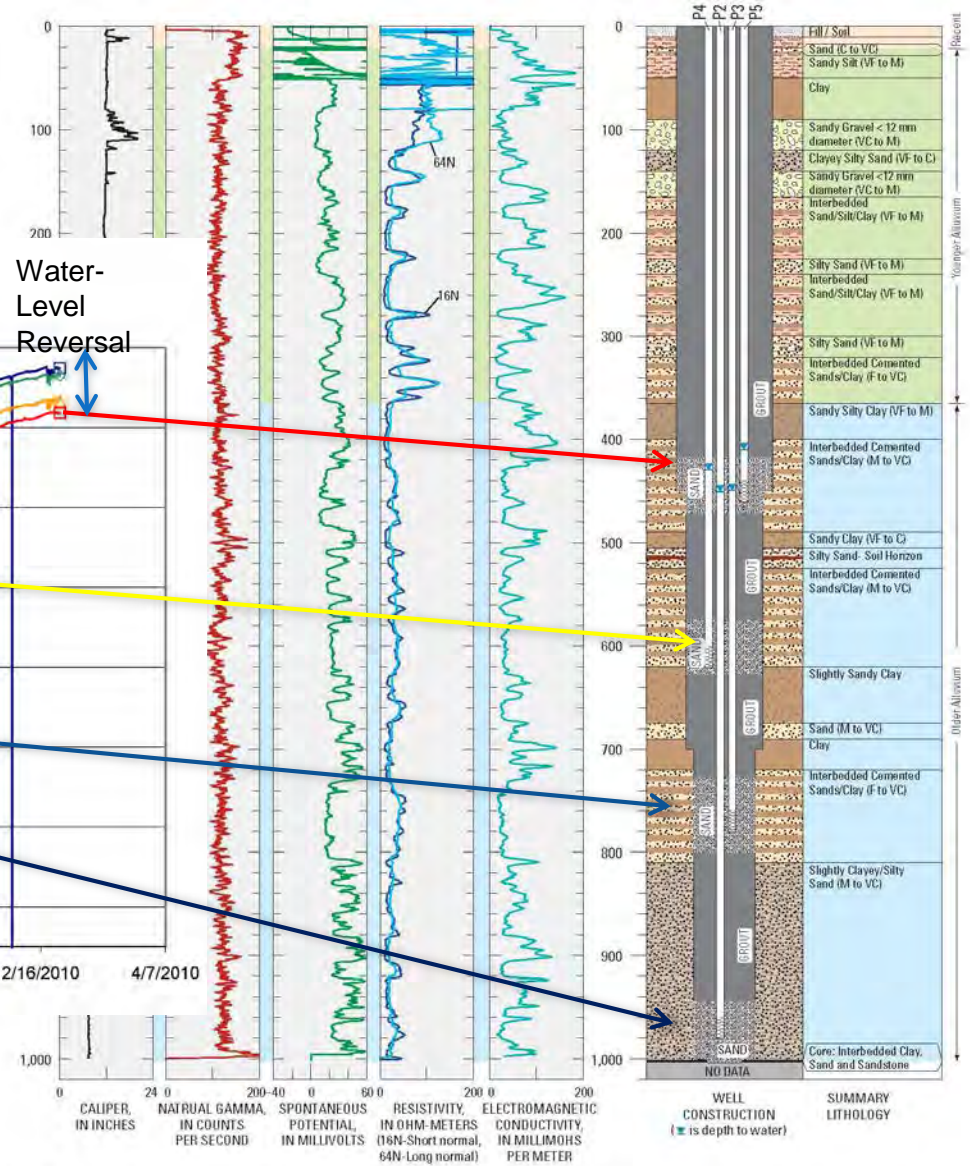 0
100
200
400
500
600
700
800
900
1,000
Water-
Level
Reversal
2/16/2010
4/7/2010
64N
16N
0
24
0
200
-40
0
60
0
200
0
200
CALIPER,
IN INCHES
NATRUAL GAMMA,
IN COUNTS
PER SECOND
SPONTANEOUS
POTENTIAL,
IN MILLIVOLTS
RESISTIVITY,
IN OHM-METERS
(16N-Short normal,
64N-Long normal)
ELECTROMAGNETIC
CONDUCTIVITY,
IN MILLIMOHS
PER METER
0
100
200
300
400
500
600
700
800
900
1,000
P4
P2
P3
P5
GROUT
SAND
GROUT
SAND
GROUT
SAND
GROUT
SAND
NO DATA
Fill / Soil
Sand (C to VC)
Sandy Silt (VF to M)
Clay
Sandy Gravel < 12 mm
diameter (VC to M)
Clayey Silty Sand (VF to C)
Sandy Gravel <12 mm
diameter (VC to M)
Interbedded
Sand/Silt/Clay (VF to M)
Silty Sand (VF to M)
Interbedded
Sand/Silt/Clay (VF to M)
Silty Sand (VF to M)
Interbedded Cemented
Sands/Clay (F to VC)
Sandy Silty Clay (VF to M)
Interbedded Cemented
Sands/Clay (M to VC)
Sandy Clay (VF to C)
Silty Sand- Soil Horizon
Interbedded Cemented
Sands/Clay (M to VC)
Slightly Sandy Clay
Sand (M to VC)
Clay
Interbedded Cemented
Sands/Clay (F to VC)
Slightly Clayey/Silty
Sand (M to VC)
Core: Interbedded Clay,
Sand and Sandstone
Recent
Younger Alluvium
Older Alluvium
WELL
CONSTRUCTION
( is depth to water)
SUMMARY
LITHOLOGY